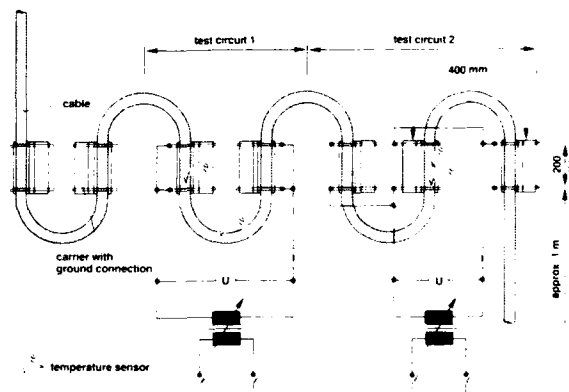 test circuit 1
test circuit 2
400 mm
cable
200
carrier with
ground connection
approx. 1 m
U
U
= temperature sensor